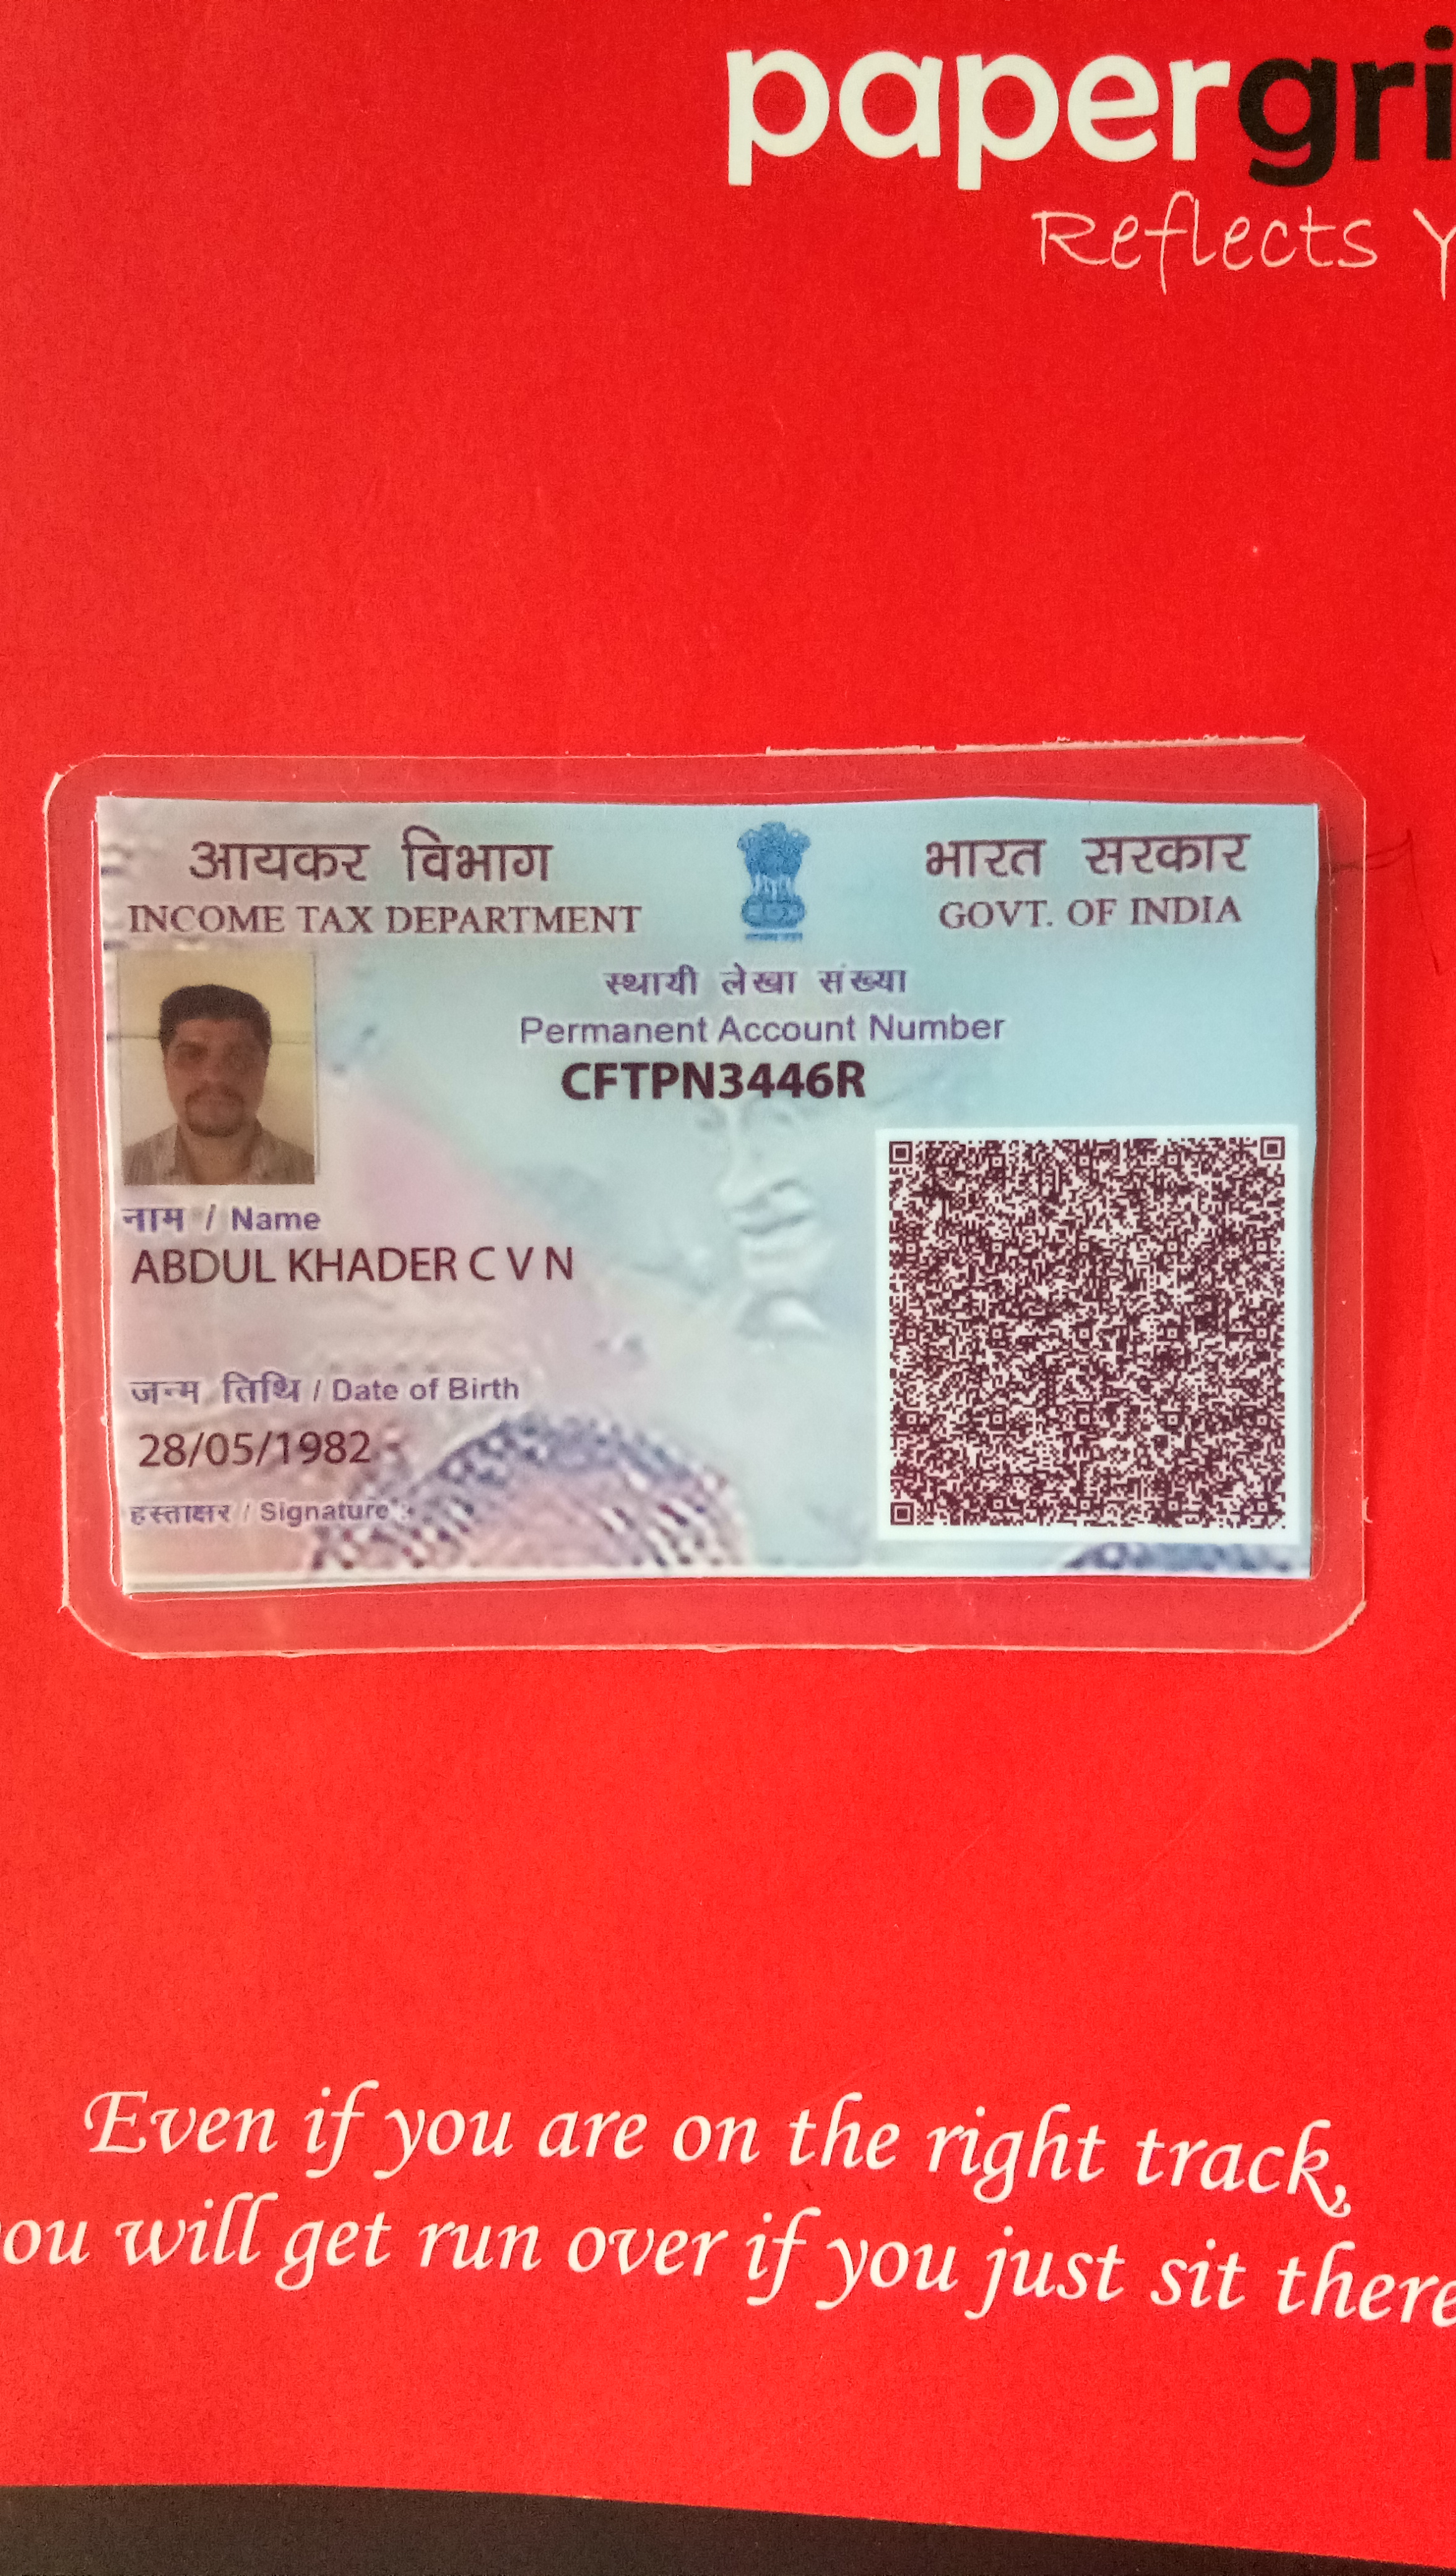 papergri
Reflects Y
आयकर विभाग
INCOME TAX DEPARTMENT
भारत सरकार
GOVT. OF INDIA
स्थायी लेखा संख्या
Permanent Account Number
CFTPN3446R
नाम / Name
ABDUL KHADER C V N
जन्म तिथि / Date of Birth
28/05/1982
हस्ताक्षर / Signature
Even if you are on the right track,
ou will get run over if you just sit there